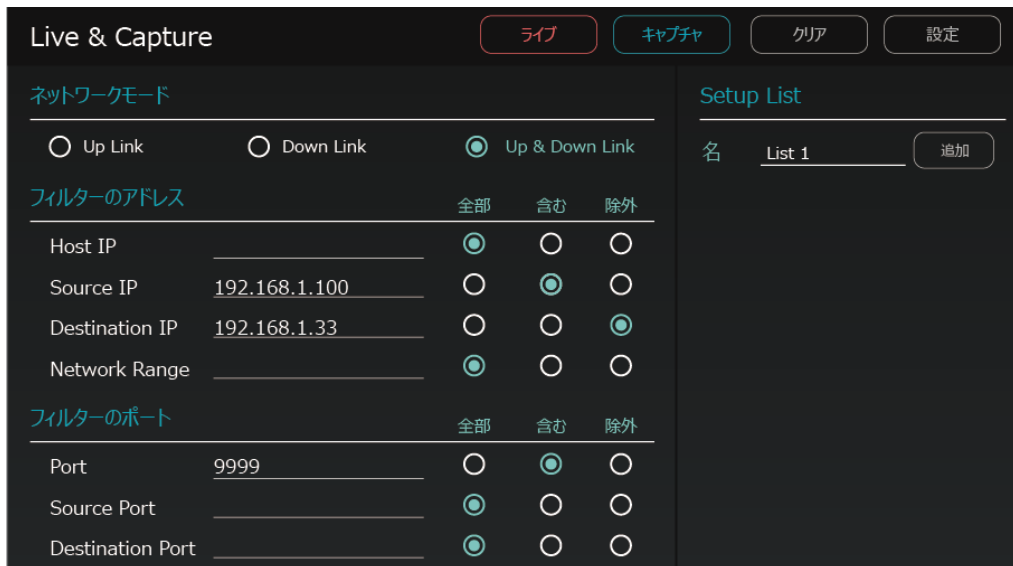 Live & Capture ライブ キャプチャ クリア 設定
ネットワークモード
Up Link Down Link Up & Down Link
フィルターのアドレス 全部 含む 除外
Host IP
Source IP 192.168.1.100
Destination IP 192.168.1.33
Network Range
フィルターのポート 全部 含む 除外
Port 9999
Source Port
Destination Port
Setup List
名 List 1 追加